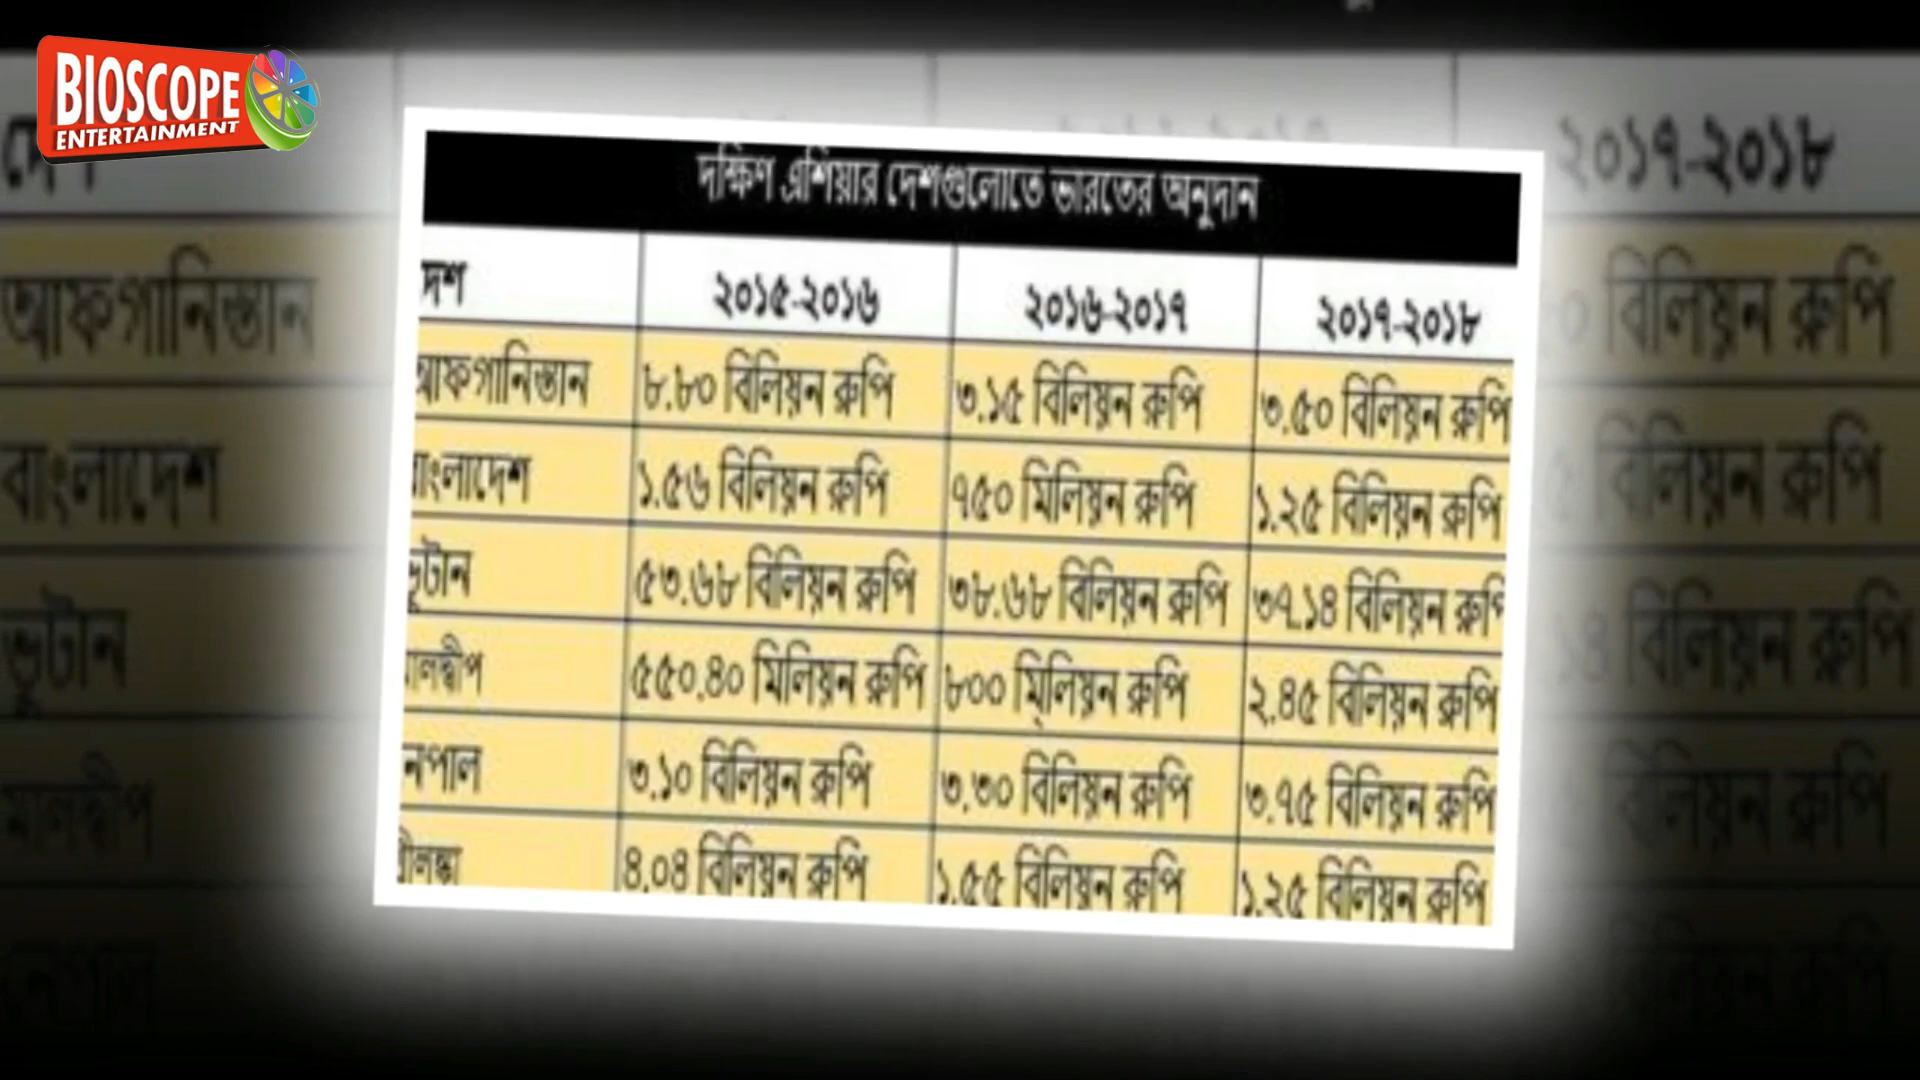 BIOSCOPE
ENTERTAINMENT
দক্ষিণ এশিয়ার দেশগুলোতে ভারতের অনুদান
দেশ ২০১৫-২০১৬ ২০১৬-২০১৭ ২০১৭-২০১৮
আফগানিস্তান ৮.৮০ বিলিয়ন রুপি ৩.১৫ বিলিয়ন রুপি ৩.৫০ বিলিয়ন রুপি
বাংলাদেশ ১.৫৬ বিলিয়ন রুপি ৭৫০ মিলিয়ন রুপি ১.২৫ বিলিয়ন রুপি
ভূটান ৫৩.৬৮ বিলিয়ন রুপি ৩৮.৬৮ বিলিয়ন রুপি ৩৭.১৪ বিলিয়ন রুপি
মালদ্বীপ ৫৫০.৪০ মিলিয়ন রুপি ৮০০ মিলিয়ন রুপি ২.৪৫ বিলিয়ন রুপি
নেপাল ৩.১০ বিলিয়ন রুপি ৩.৩০ বিলিয়ন রুপি ৩.৭৫ বিলিয়ন রুপি
শ্রীলঙ্কা ৪.০৪ বিলিয়ন রুপি ১.৫৫ বিলিয়ন রুপি ১.২৫ বিলিয়ন রুপি